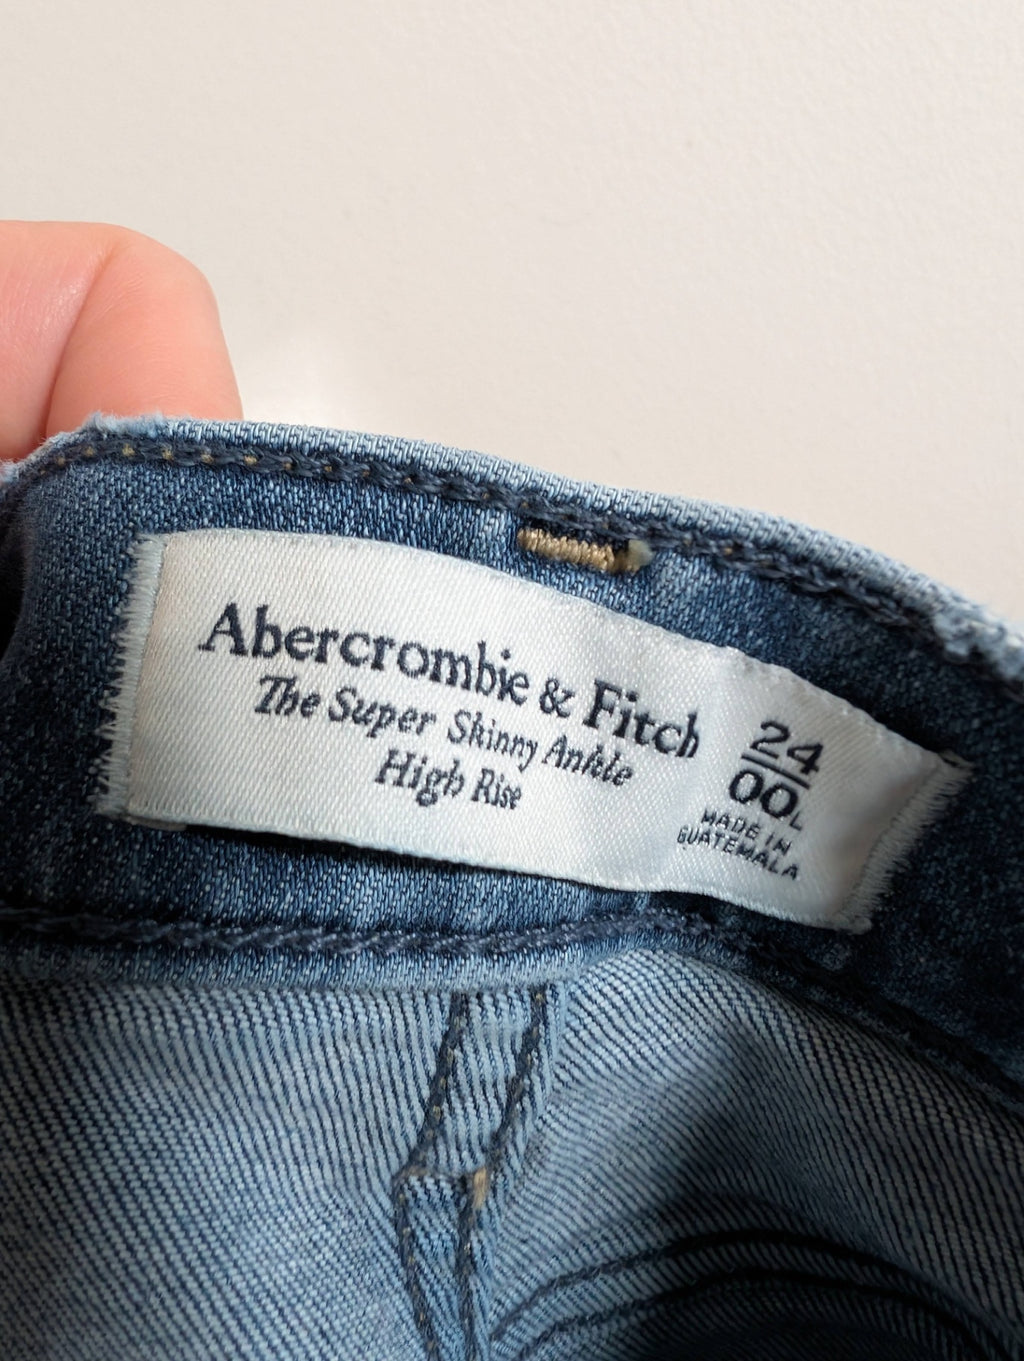 Abercrombie & Fitch
The Super Skinny Ankle
High Rise
24
00L
MADE IN
GUATEMALA